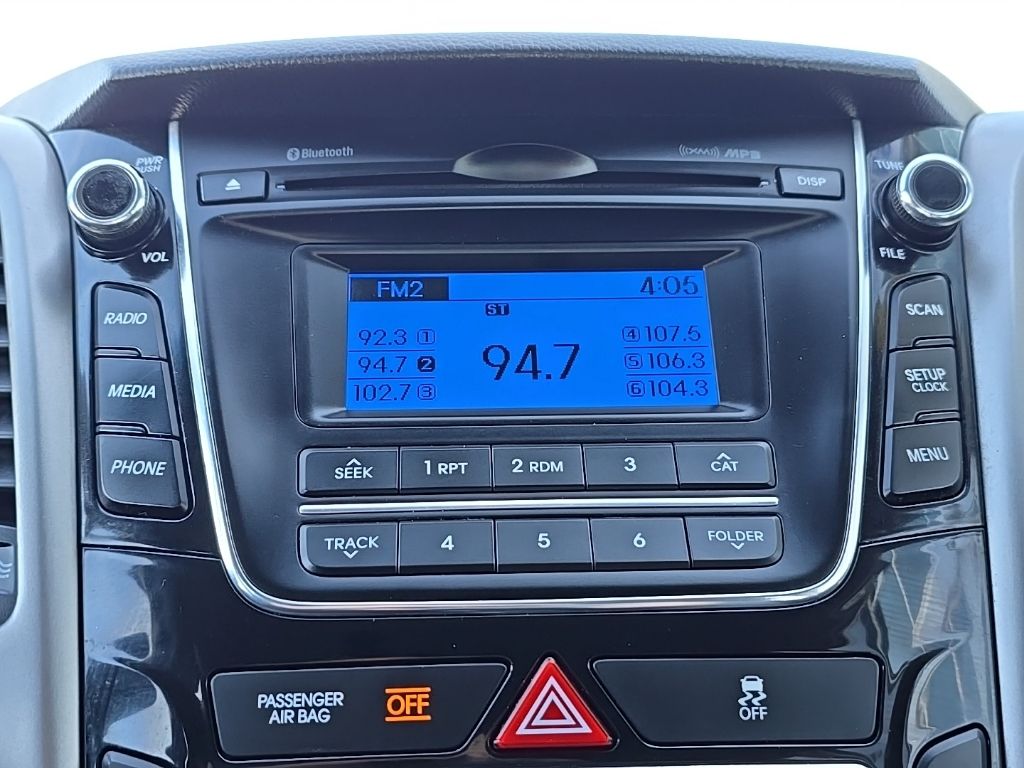 Bluetooth
((XM)) MP3
PWR
PUSH
VOL
DISP
TUNE
FILE
FM2
4:05
ST
92.3 1
94.7 2
102.7 3
94.7
4 107.5
5 106.3
6 104.3
RADIO
MEDIA
PHONE
SCAN
SETUP
CLOCK
MENU
SEEK
1 RPT
2 RDM
3
CAT
TRACK
4
5
6
FOLDER
PASSENGER
AIR BAG
OFF
OFF